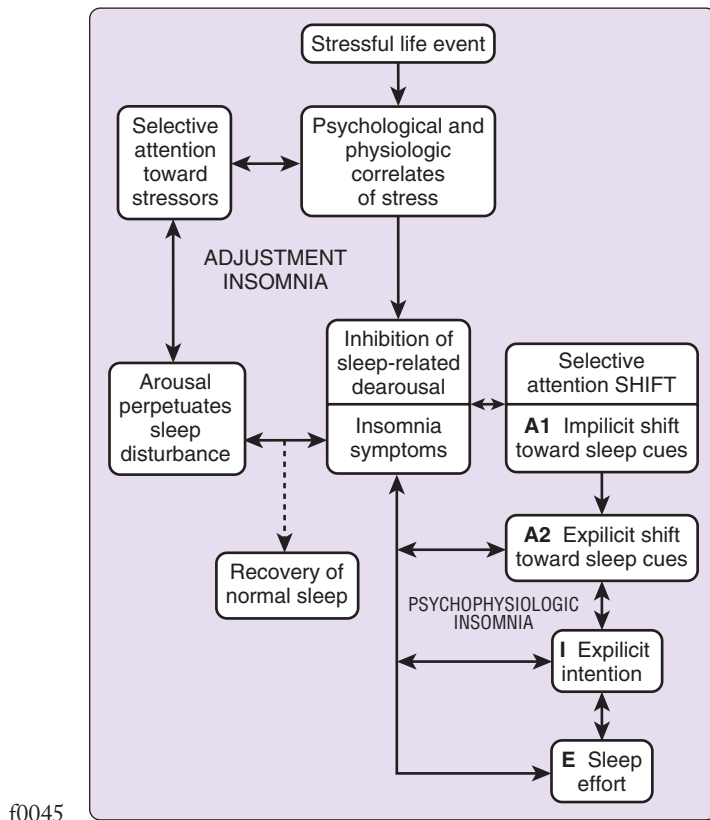 Stressful life event
Selective
attention
toward
stressors
Psychological and
physiologic
correlates
of stress
ADJUSTMENT
INSOMNIA
Inhibition of
sleep-related
dearousal
Selective
attention SHIFT
Arousal
perpetuates
sleep
disturbance
Insomnia
symptoms
A1 Impilicit shift
toward sleep cues
A2 Expilicit shift
toward sleep cues
Recovery of
normal sleep
PSYCHOPHYSIOLOGIC
INSOMNIA
I Expilicit
intention
E Sleep
effort
f0045